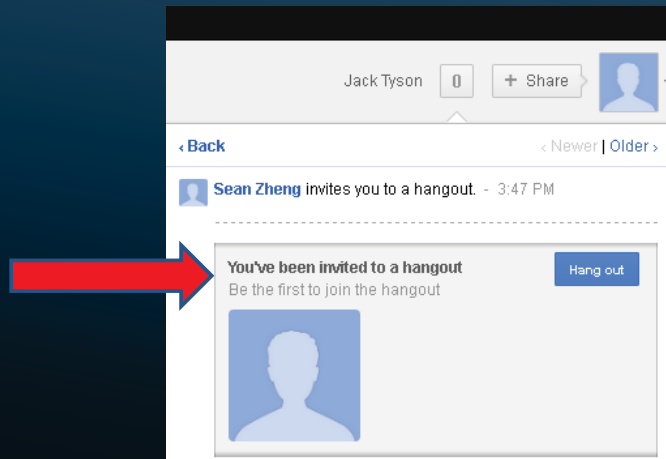 Jack Tyson 0 + Share
‹ Back ‹ Newer | Older ›
Sean Zheng invites you to a hangout. - 3:47 PM
You've been invited to a hangout Hang out
Be the first to join the hangout